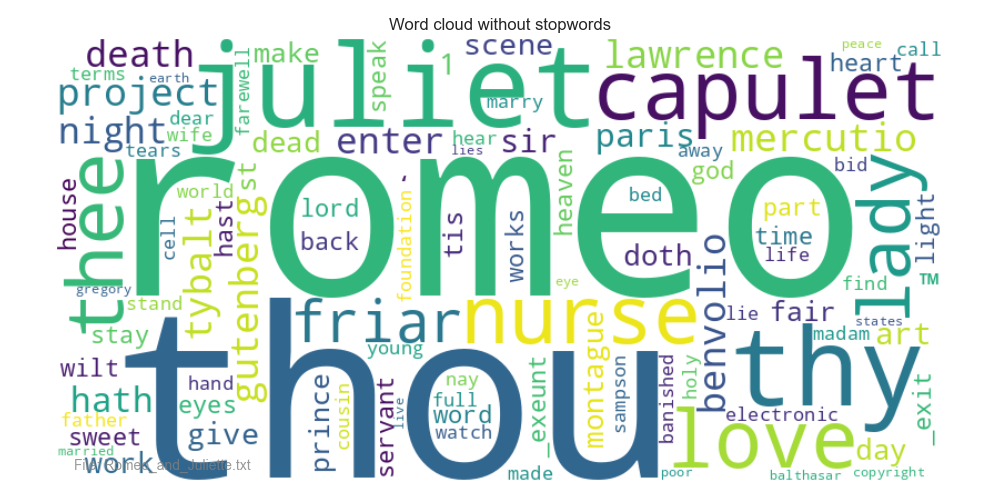 Word cloud without stopwords
death
make
scene
lawrence
peace
call
terms
earth
juliet
1
speak
capulet
heart
project
farewell
marry
night
dear
wife
dead
enter
hear
sir
paris
mercutio
tears
lies
away
god
bid
house
thee
world
romeo
heaven
bed
lady
light
cell
tybalt
hast
gutenbergst
lord
back
foundation
-
tis
works
doth
part
time
life
gregory
stand
eye
find
TM
stay
friar
nurse
benvolio
lie
fair
states
madam
art
wilt
thou
young
montague
thy
hath
hand
eyes
prince
cousin
servant
live
nay
full
word
watch
_exeunt
sampson
banished
holy
electronic
_exit
father
sweet
give
love
day
married
work
made
poor
balthasar
copyright
File: Romeo_and_Juliette.txt